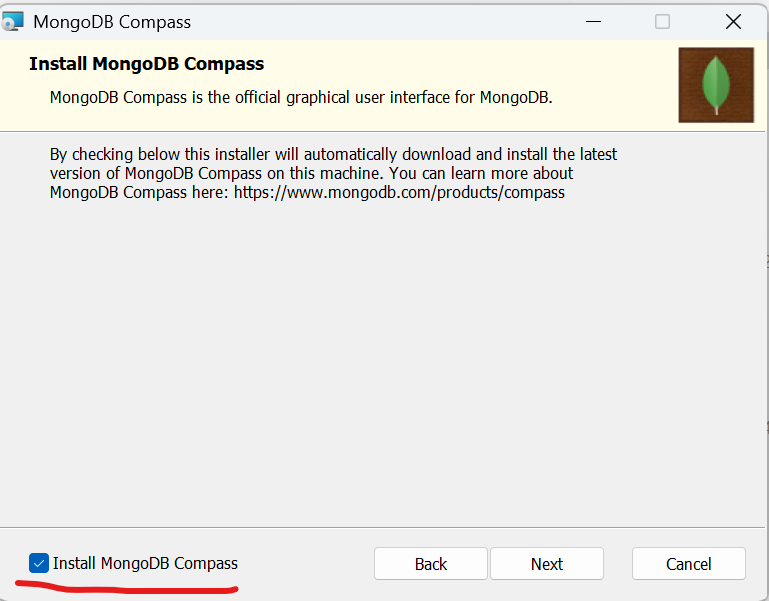 MongoDB Compass
Install MongoDB Compass
MongoDB Compass is the official graphical user interface for MongoDB.
By checking below this installer will automatically download and install the latest
version of MongoDB Compass on this machine. You can learn more about
MongoDB Compass here: https://www.mongodb.com/products/compass
Install MongoDB Compass
Back
Next
Cancel